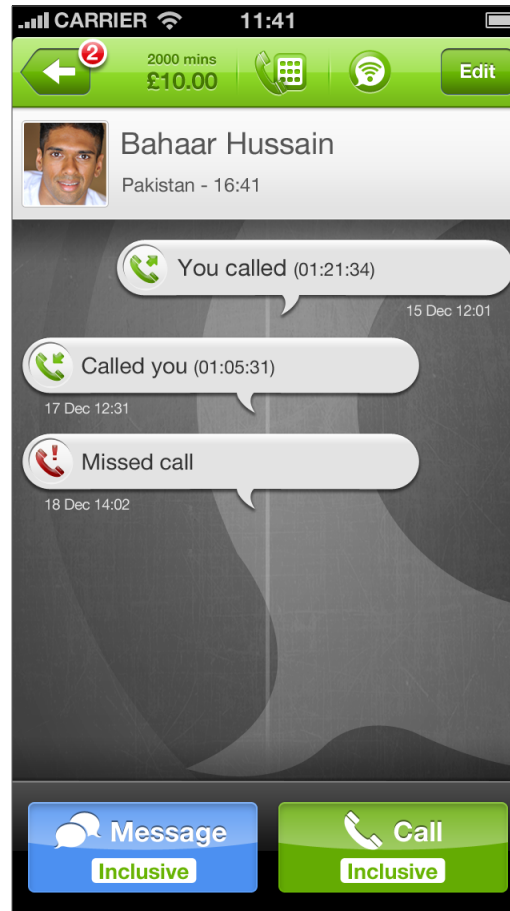 CARRIER 11:41
2
2000 mins
£10.00
Edit
Bahaar Hussain
Pakistan - 16:41
You called (01:21:34)
15 Dec 12:01
Called you (01:05:31)
17 Dec 12:31
Missed call
18 Dec 14:02
Message
Inclusive
Call
Inclusive